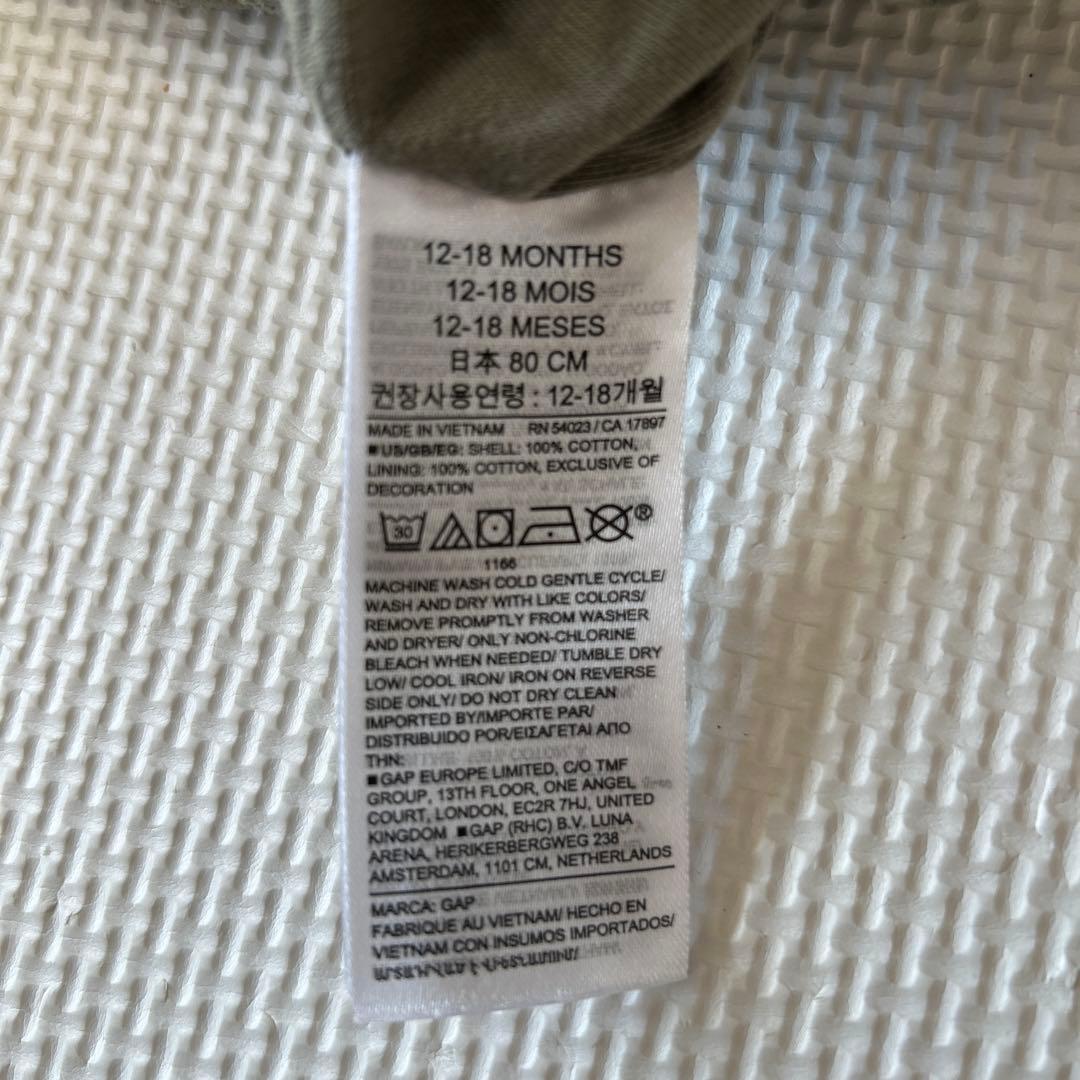 12-18 MONTHS
12-18 MOIS
12-18 MESES
日本 80 CM
권장사용연령 : 12-18개월
MADE IN VIETNAM RN 54023 / CA 17897
■US/GB/EG: SHELL: 100% COTTON,
LINING: 100% COTTON, EXCLUSIVE OF
DECORATION
30
®
1166
MACHINE WASH COLD GENTLE CYCLE/
WASH AND DRY WITH LIKE COLORS/
REMOVE PROMPTLY FROM WASHER
AND DRYER/ ONLY NON-CHLORINE
BLEACH WHEN NEEDED/ TUMBLE DRY
LOW/ COOL IRON/ IRON ON REVERSE
SIDE ONLY/ DO NOT DRY CLEAN
IMPORTED BY/IMPORTE PAR/
DISTRIBUIDO POR/ΕΙΣΑΓΕΤΑΙ ΑΠΟ
ΤΗΝ:
■GAP EUROPE LIMITED, C/O TMF
GROUP, 13TH FLOOR, ONE ANGEL
COURT, LONDON, EC2R 7HJ, UNITED
KINGDOM ■GAP (RHC) B.V. LUNA
ARENA, HERIKERBERGWEG 238
AMSTERDAM, 1101 CM, NETHERLANDS
MARCA: GAP
FABRIQUE AU VIETNAM/ HECHO EN
VIETNAM CON INSUMOS IMPORTADOS/